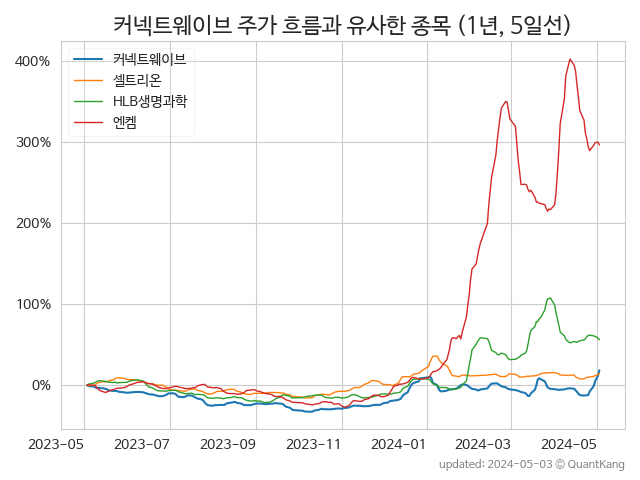 커넥트웨이브 주가 흐름과 유사한 종목 (1년, 5일선)
커넥트웨이브
셀트리온
HLB생명과학
엔켐
400%
300%
200%
100%
0%
2023-05 2023-07 2023-09 2023-11 2024-01 2024-03 2024-05
updated: 2024-05-03 ⓒ QuantKang